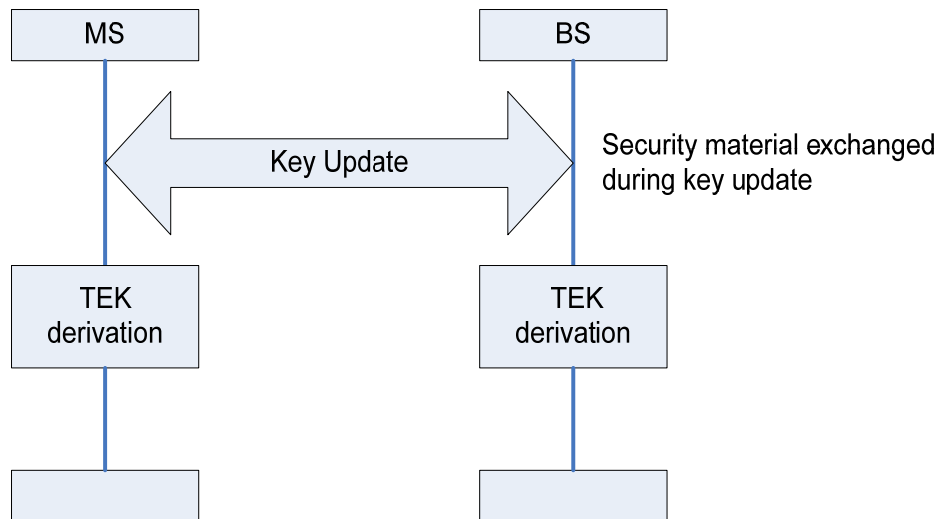 MS
BS
Key Update
Security material exchanged
during key update
TEK
derivation
TEK
derivation